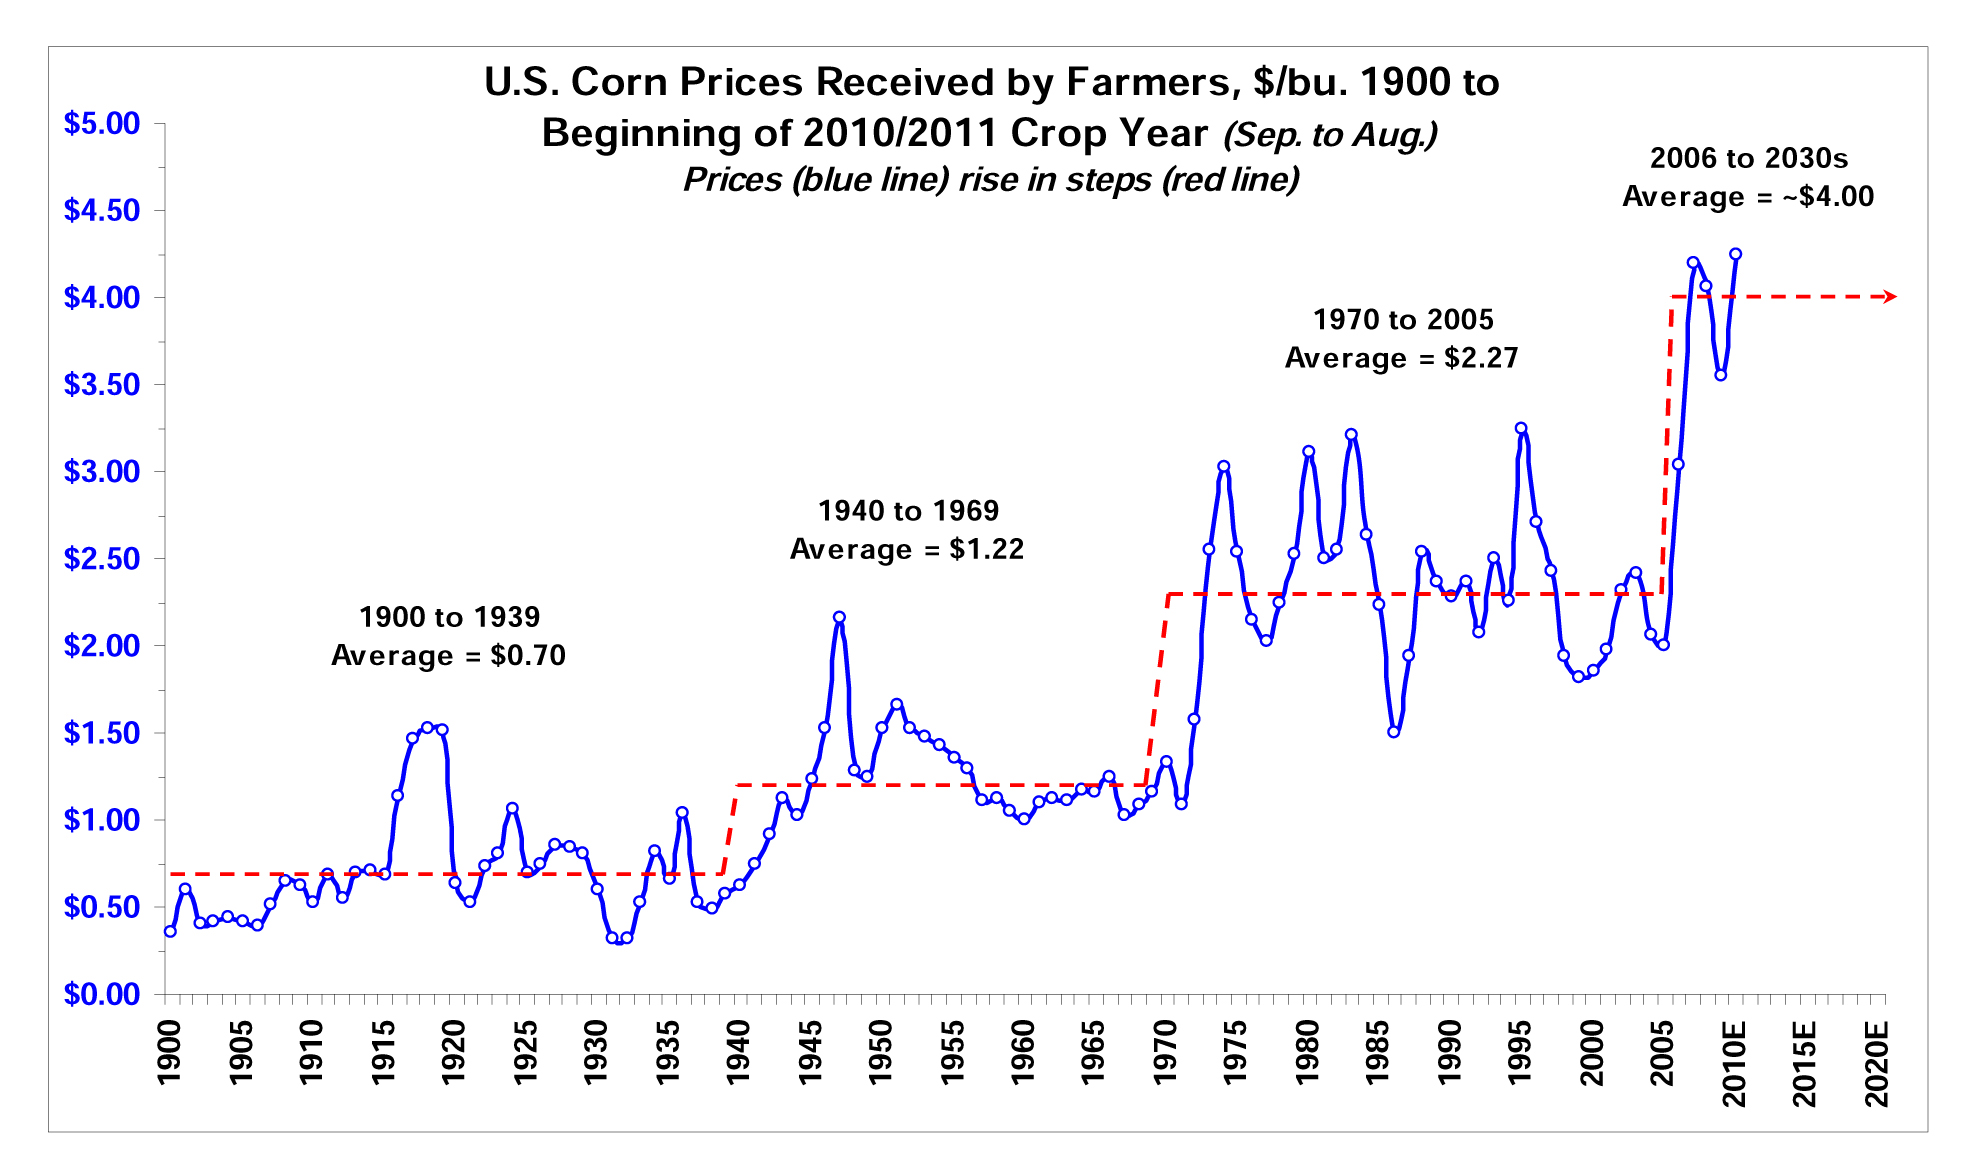 U.S. Corn Prices Received by Farmers, $/bu. 1900 to
Beginning of 2010/2011 Crop Year (Sep. to Aug.)
Prices (blue line) rise in steps (red line)
$5.00
$4.50
$4.00
$3.50
$3.00
$2.50
$2.00
$1.50
$1.00
$0.50
$0.00
2006 to 2030s
Average = ~$4.00
1970 to 2005
Average = $2.27
1940 to 1969
Average = $1.22
1900 to 1939
Average = $0.70
1900
1905
1910
1915
1920
1925
1930
1935
1940
1945
1950
1955
1960
1965
1970
1975
1980
1985
1990
1995
2000
2005
2010E
2015E
2020E